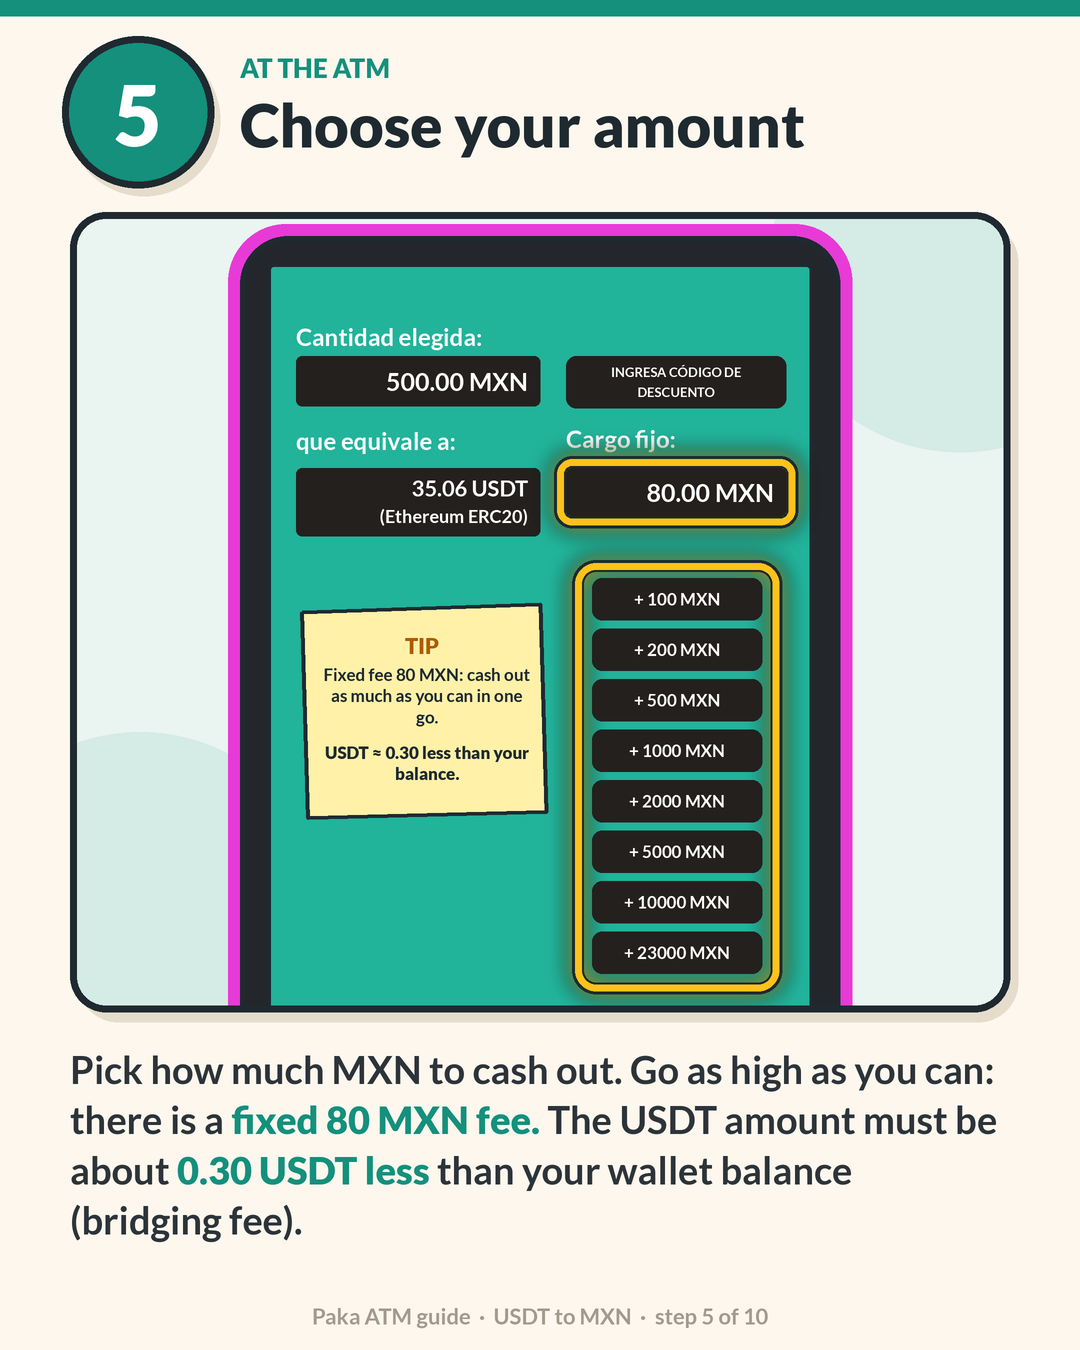 5
AT THE ATM
Choose your amount
Cantidad elegida:
500.00 MXN
INGRESA CÓDIGO DE
DESCUENTO
que equivale a:
Cargo fijo:
35.06 USDT
(Ethereum ERC20)
80.00 MXN
TIP
Fixed fee 80 MXN: cash out
as much as you can in one
go.
USDT ≈ 0.30 less than your
balance.
+ 100 MXN
+ 200 MXN
+ 500 MXN
+ 1000 MXN
+ 2000 MXN
+ 5000 MXN
+ 10000 MXN
+ 23000 MXN
Pick how much MXN to cash out. Go as high as you can:
there is a fixed 80 MXN fee. The USDT amount must be
about 0.30 USDT less than your wallet balance
(bridging fee).
Paka ATM guide · USDT to MXN · step 5 of 10